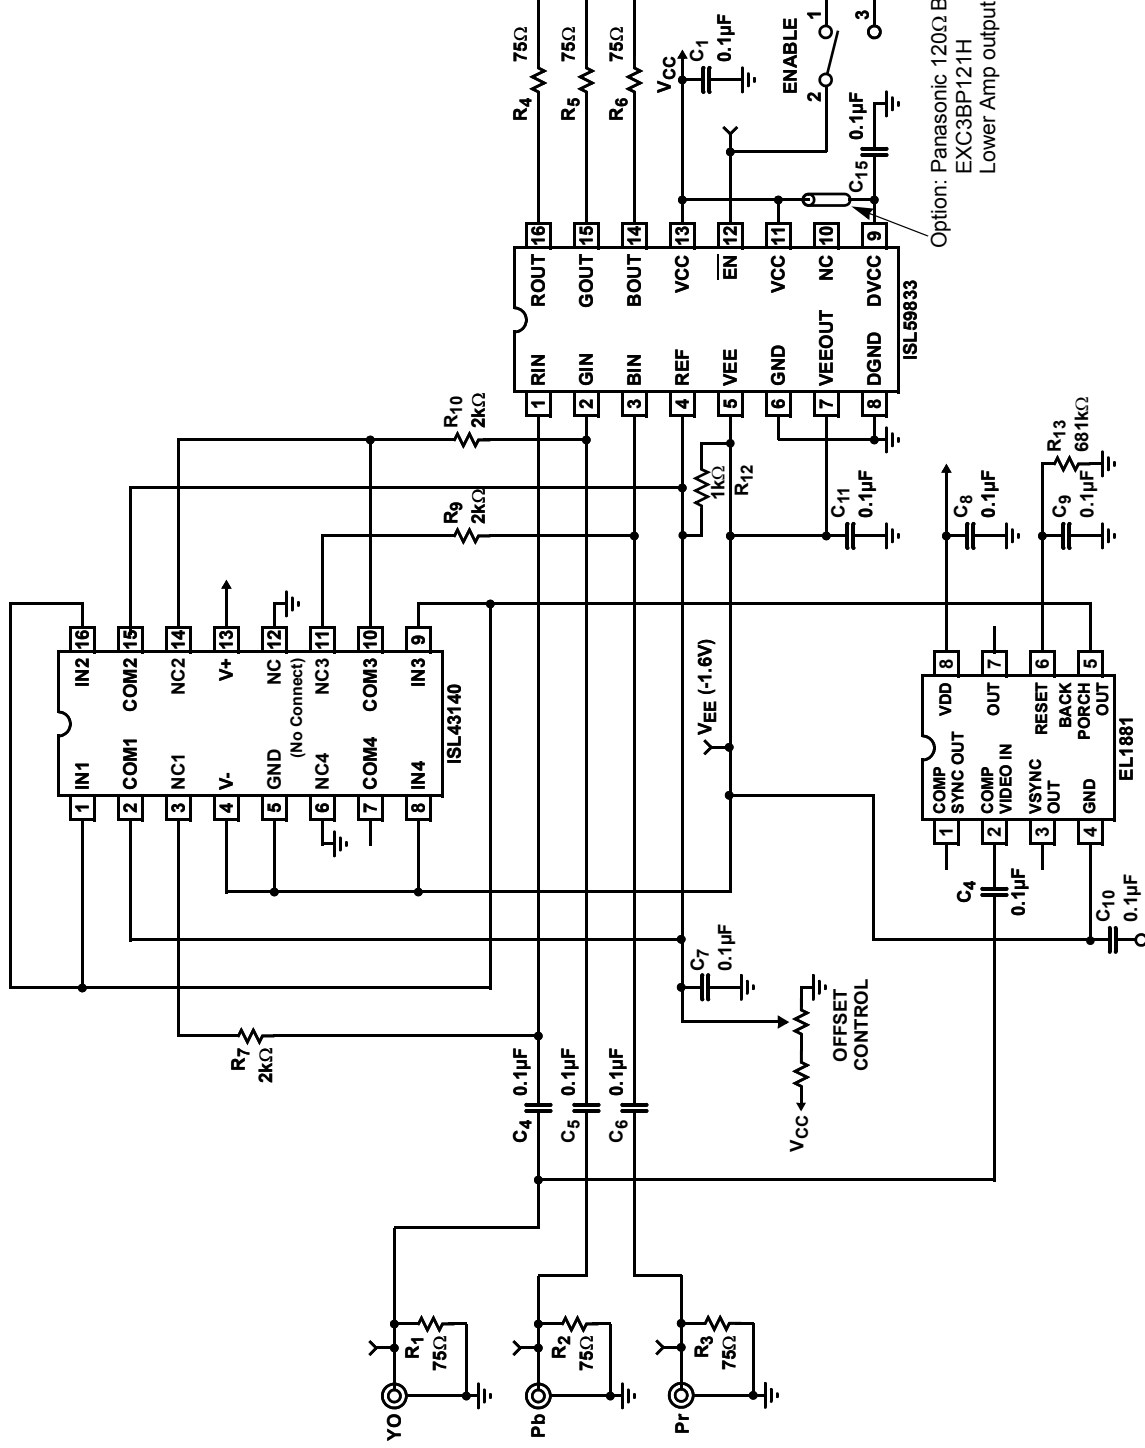 R4
75Ω
R5
75Ω
R6
75Ω
VCC
C1
0.1µF
ENABLE
1
2
3
C15
0.1µF
Option: Panasonic 120Ω B
EXC3BP121H
Lower Amp output
16 ROUT
15 GOUT
14 BOUT
13 VCC
12 EN
11 VCC
10 NC
9 DVCC
RIN 1
GIN 2
BIN 3
REF 4
VEE 5
GND 6
VEEOUT 7
DGND 8
ISL59833
R10
2kΩ
R9
2kΩ
1kΩ
R12
C11
0.1µF
R13
681kΩ
C8
0.1µF
C9
0.1µF
16 IN2
15 COM2
14 NC2
13 V+
12 NC
(No Connect)
11 NC3
10 COM3
9 IN3
IN1 1
COM1 2
NC1 3
V- 4
GND 5
NC4 6
COM4 7
IN4 8
ISL43140
VEE (-1.6V)
8 VDD
7 OUT
6 RESET
5 BACK
PORCH
OUT
COMP
SYNC OUT
1
COMP
VIDEO IN
2
VSYNC
OUT
3
GND
4
EL1881
C4
0.1µF
C10
0.1µF
C7
0.1µF
OFFSET
CONTROL
VCC
R7
2kΩ
C4
0.1µF
C5
0.1µF
C6
0.1µF
R1
75Ω
YO
R2
75Ω
Pb
R3
75Ω
Pr